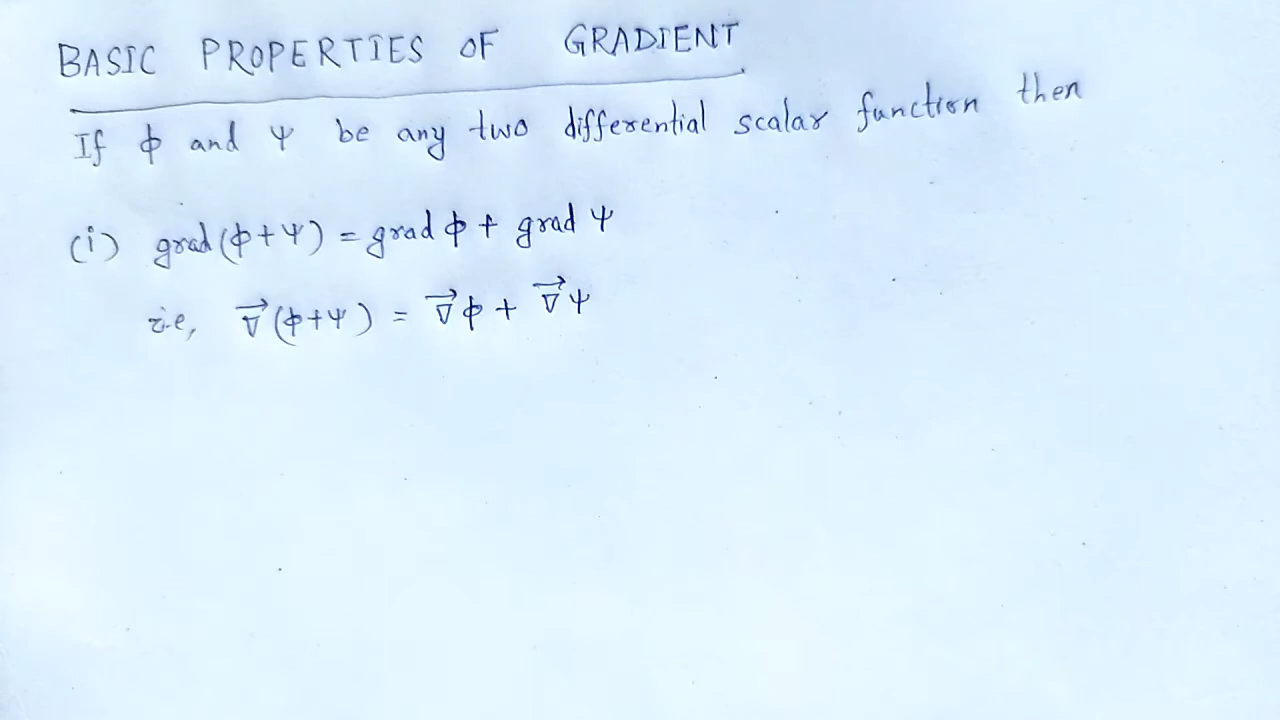 BASIC PROPERTIES OF GRADIENT
If ϕ and ψ be any two differential scalar function then
(i) grad(ϕ+ψ) = grad ϕ + grad ψ
i.e, ∇⃗(ϕ+ψ) = ∇⃗ϕ + ∇⃗ψ